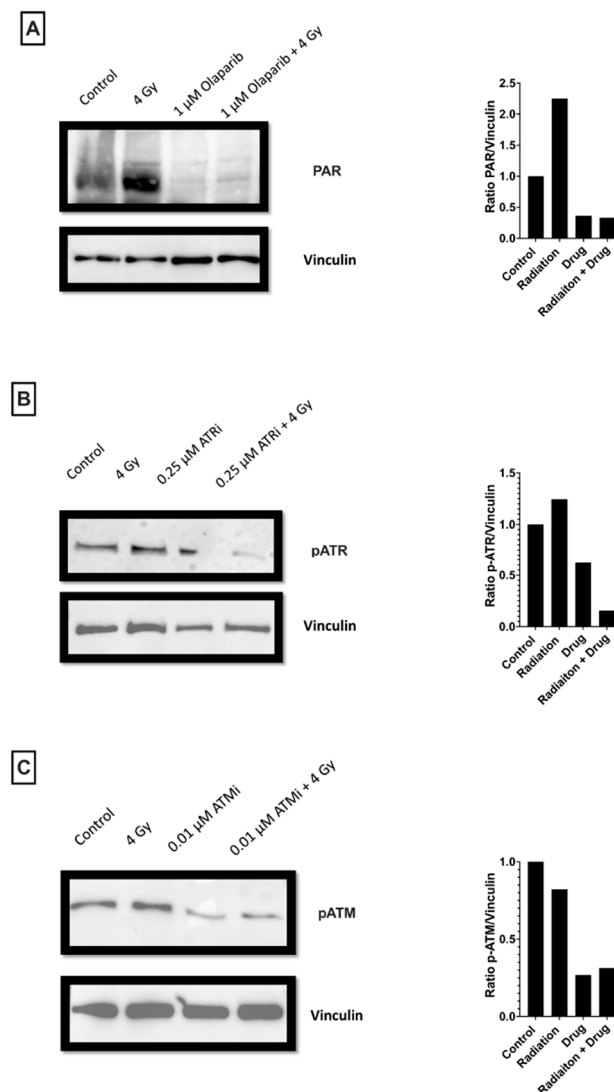 A
Control
4 Gy
1 µM Olaparib
1 µM Olaparib + 4 Gy
PAR
Vinculin
Ratio PAR/Vinculin
2.5
2.0
1.5
1.0
0.5
0.0
Control
Radiation
Drug
Radiaiton + Drug
B
Control
4 Gy
0.25 µM ATRi
0.25 µM ATRi + 4 Gy
pATR
Vinculin
Ratio p-ATR/Vinculin
1.5
1.0
0.5
0.0
Control
Radiation
Drug
Radiaiton + Drug
C
Control
4 Gy
0.01 µM ATMi
0.01 µM ATMi + 4 Gy
pATM
Vinculin
Ratio p-ATM/Vinculin
1.0
0.5
0.0
Control
Radiation
Drug
Radiaiton + Drug